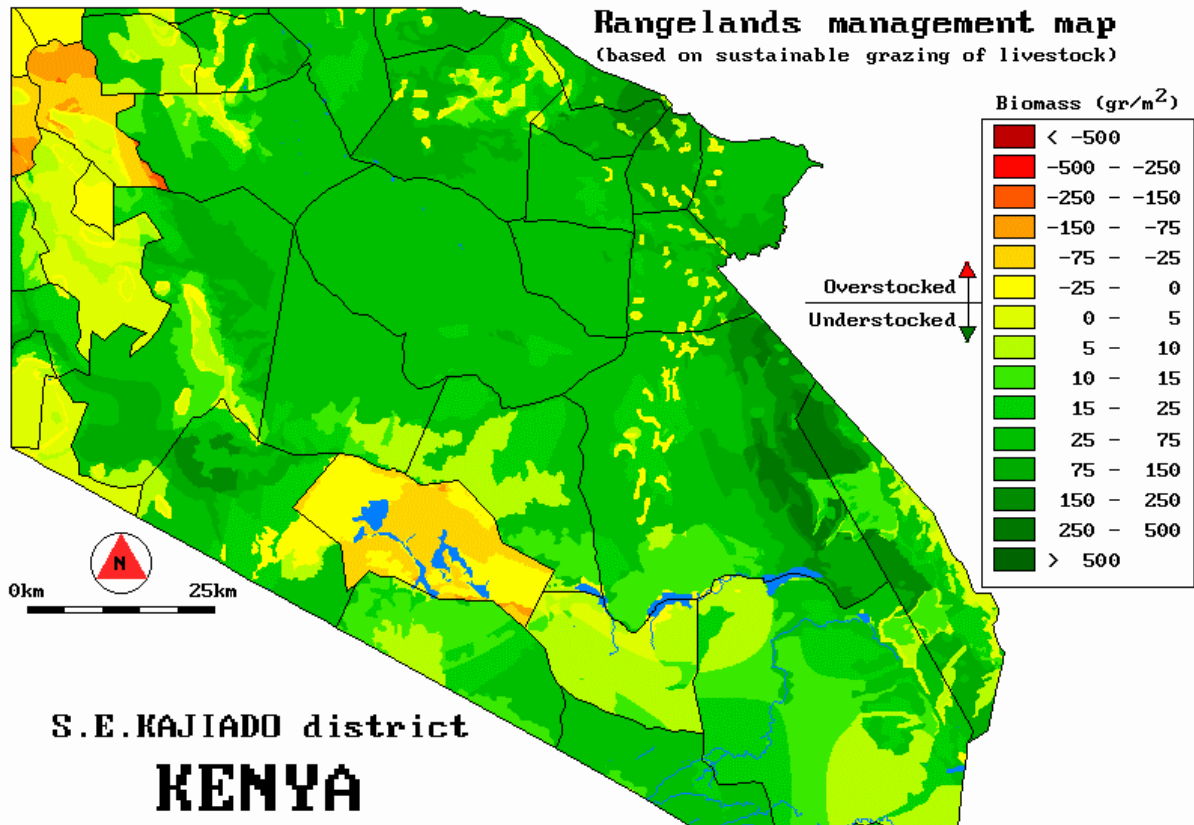 Rangelands management map
(based on sustainable grazing of livestock)
Biomass (gr/m²)
< -500
-500 - -250
-250 - -150
-150 - -75
-75 - -25
-25 - 0
0 - 5
5 - 10
10 - 15
15 - 25
25 - 75
75 - 150
150 - 250
250 - 500
> 500
Overstocked
Understocked
N
0km 25km
S.E.KAJIADO district
KENYA